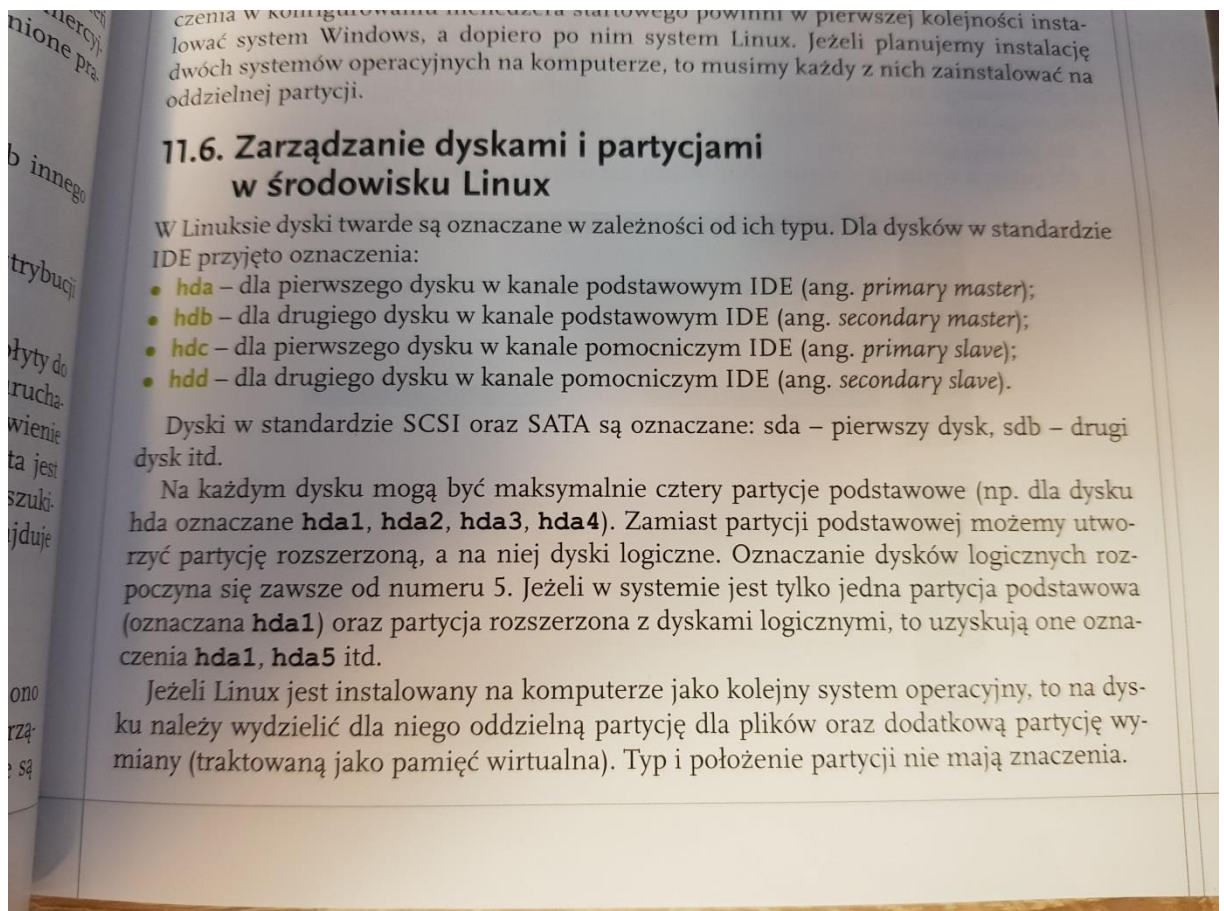 czenia w konfigurowaniu menedżera startowego powinni w pierwszej kolejności insta-
lować system Windows, a dopiero po nim system Linux. Jeżeli planujemy instalację
dwóch systemów operacyjnych na komputerze, to musimy każdy z nich zainstalować na
oddzielnej partycji.
11.6. Zarządzanie dyskami i partycjami
w środowisku Linux
W Linuksie dyski twarde są oznaczane w zależności od ich typu. Dla dysków w standardzie
IDE przyjęto oznaczenia:
• hda – dla pierwszego dysku w kanale podstawowym IDE (ang. primary master);
• hdb – dla drugiego dysku w kanale podstawowym IDE (ang. secondary master);
• hdc – dla pierwszego dysku w kanale pomocniczym IDE (ang. primary slave);
• hdd – dla drugiego dysku w kanale pomocniczym IDE (ang. secondary slave).
Dyski w standardzie SCSI oraz SATA są oznaczane: sda – pierwszy dysk, sdb – drugi
dysk itd.
Na każdym dysku mogą być maksymalnie cztery partycje podstawowe (np. dla dysku
hda oznaczane hda1, hda2, hda3, hda4). Zamiast partycji podstawowej możemy utwo-
rzyć partycję rozszerzoną, a na niej dyski logiczne. Oznaczanie dysków logicznych roz-
poczyna się zawsze od numeru 5. Jeżeli w systemie jest tylko jedna partycja podstawowa
(oznaczana hda1) oraz partycja rozszerzona z dyskami logicznymi, to uzyskują one ozna-
czenia hda1, hda5 itd.
Jeżeli Linux jest instalowany na komputerze jako kolejny system operacyjny, to na dys-
ku należy wydzielić dla niego oddzielną partycję dla plików oraz dodatkową partycję wy-
miany (traktowaną jako pamięć wirtualna). Typ i położenie partycji nie mają znaczenia.